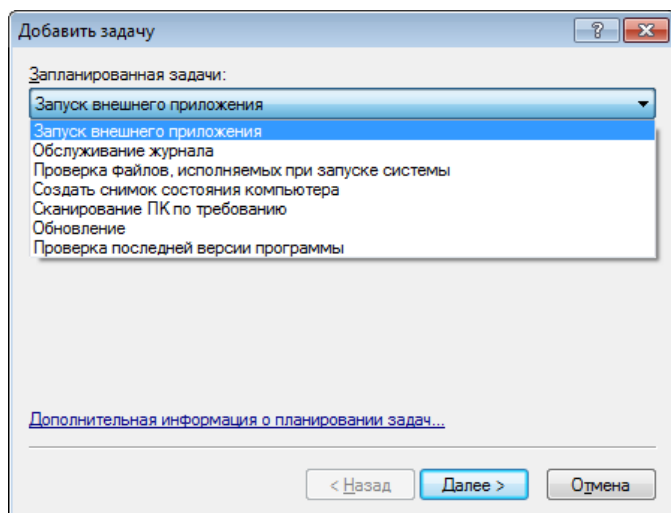 Добавить задачу
Запланированная задачи:
Запуск внешнего приложения
Запуск внешнего приложения
Обслуживание журнала
Проверка файлов, исполняемых при запуске системы
Создать снимок состояния компьютера
Сканирование ПК по требованию
Обновление
Проверка последней версии программы
Дополнительная информация о планировании задач...
< Назад Далее > Отмена